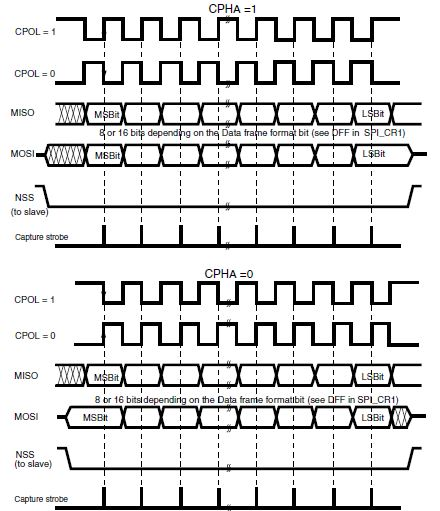 CPHA =1
CPOL = 1
CPOL = 0
MISO
MSBit
LSBit
8 or 16 bits depending on the Data frame format bit (see DFF in SPI_CR1)
MOSI
MSBit
LSBit
NSS
(to slave)
Capture strobe
CPHA =0
CPOL = 1
CPOL = 0
MISO
MSBit
LSBit
8 or 16 bits depending on the Data frame formatbit (see DFF in SPI_CR1)
MOSI
MSBit
LSBit
NSS
(to slave)
Capture strobe